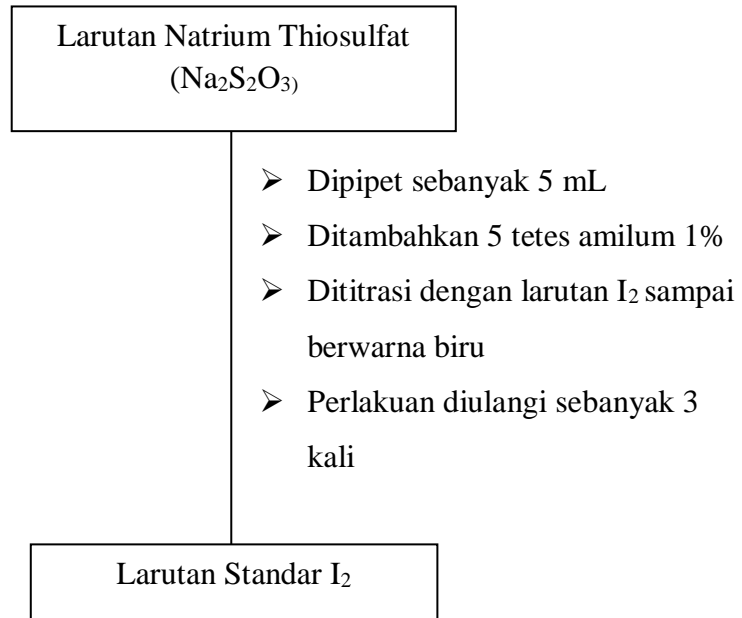 Larutan Natrium Thiosulfat
(Na₂S₂O₃₎
➢ Dipipet sebanyak 5 mL
➢ Ditambahkan 5 tetes amilum 1%
➢ Dititrasi dengan larutan I₂ sampai
berwarna biru
➢ Perlakuan diulangi sebanyak 3
kali
Larutan Standar I₂